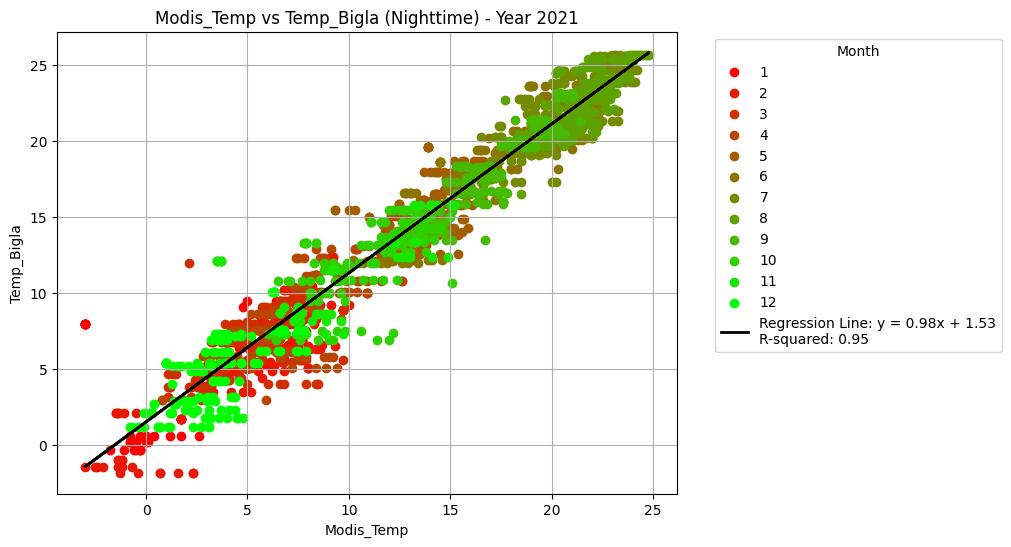 Modis_Temp vs Temp_Bigla (Nighttime) - Year 2021
Temp_Bigla
25
20
15
10
5
0
0 5 10 15 20 25
Modis_Temp
Month
1
2
3
4
5
6
7
8
9
10
11
12
Regression Line: y = 0.98x + 1.53
R-squared: 0.95